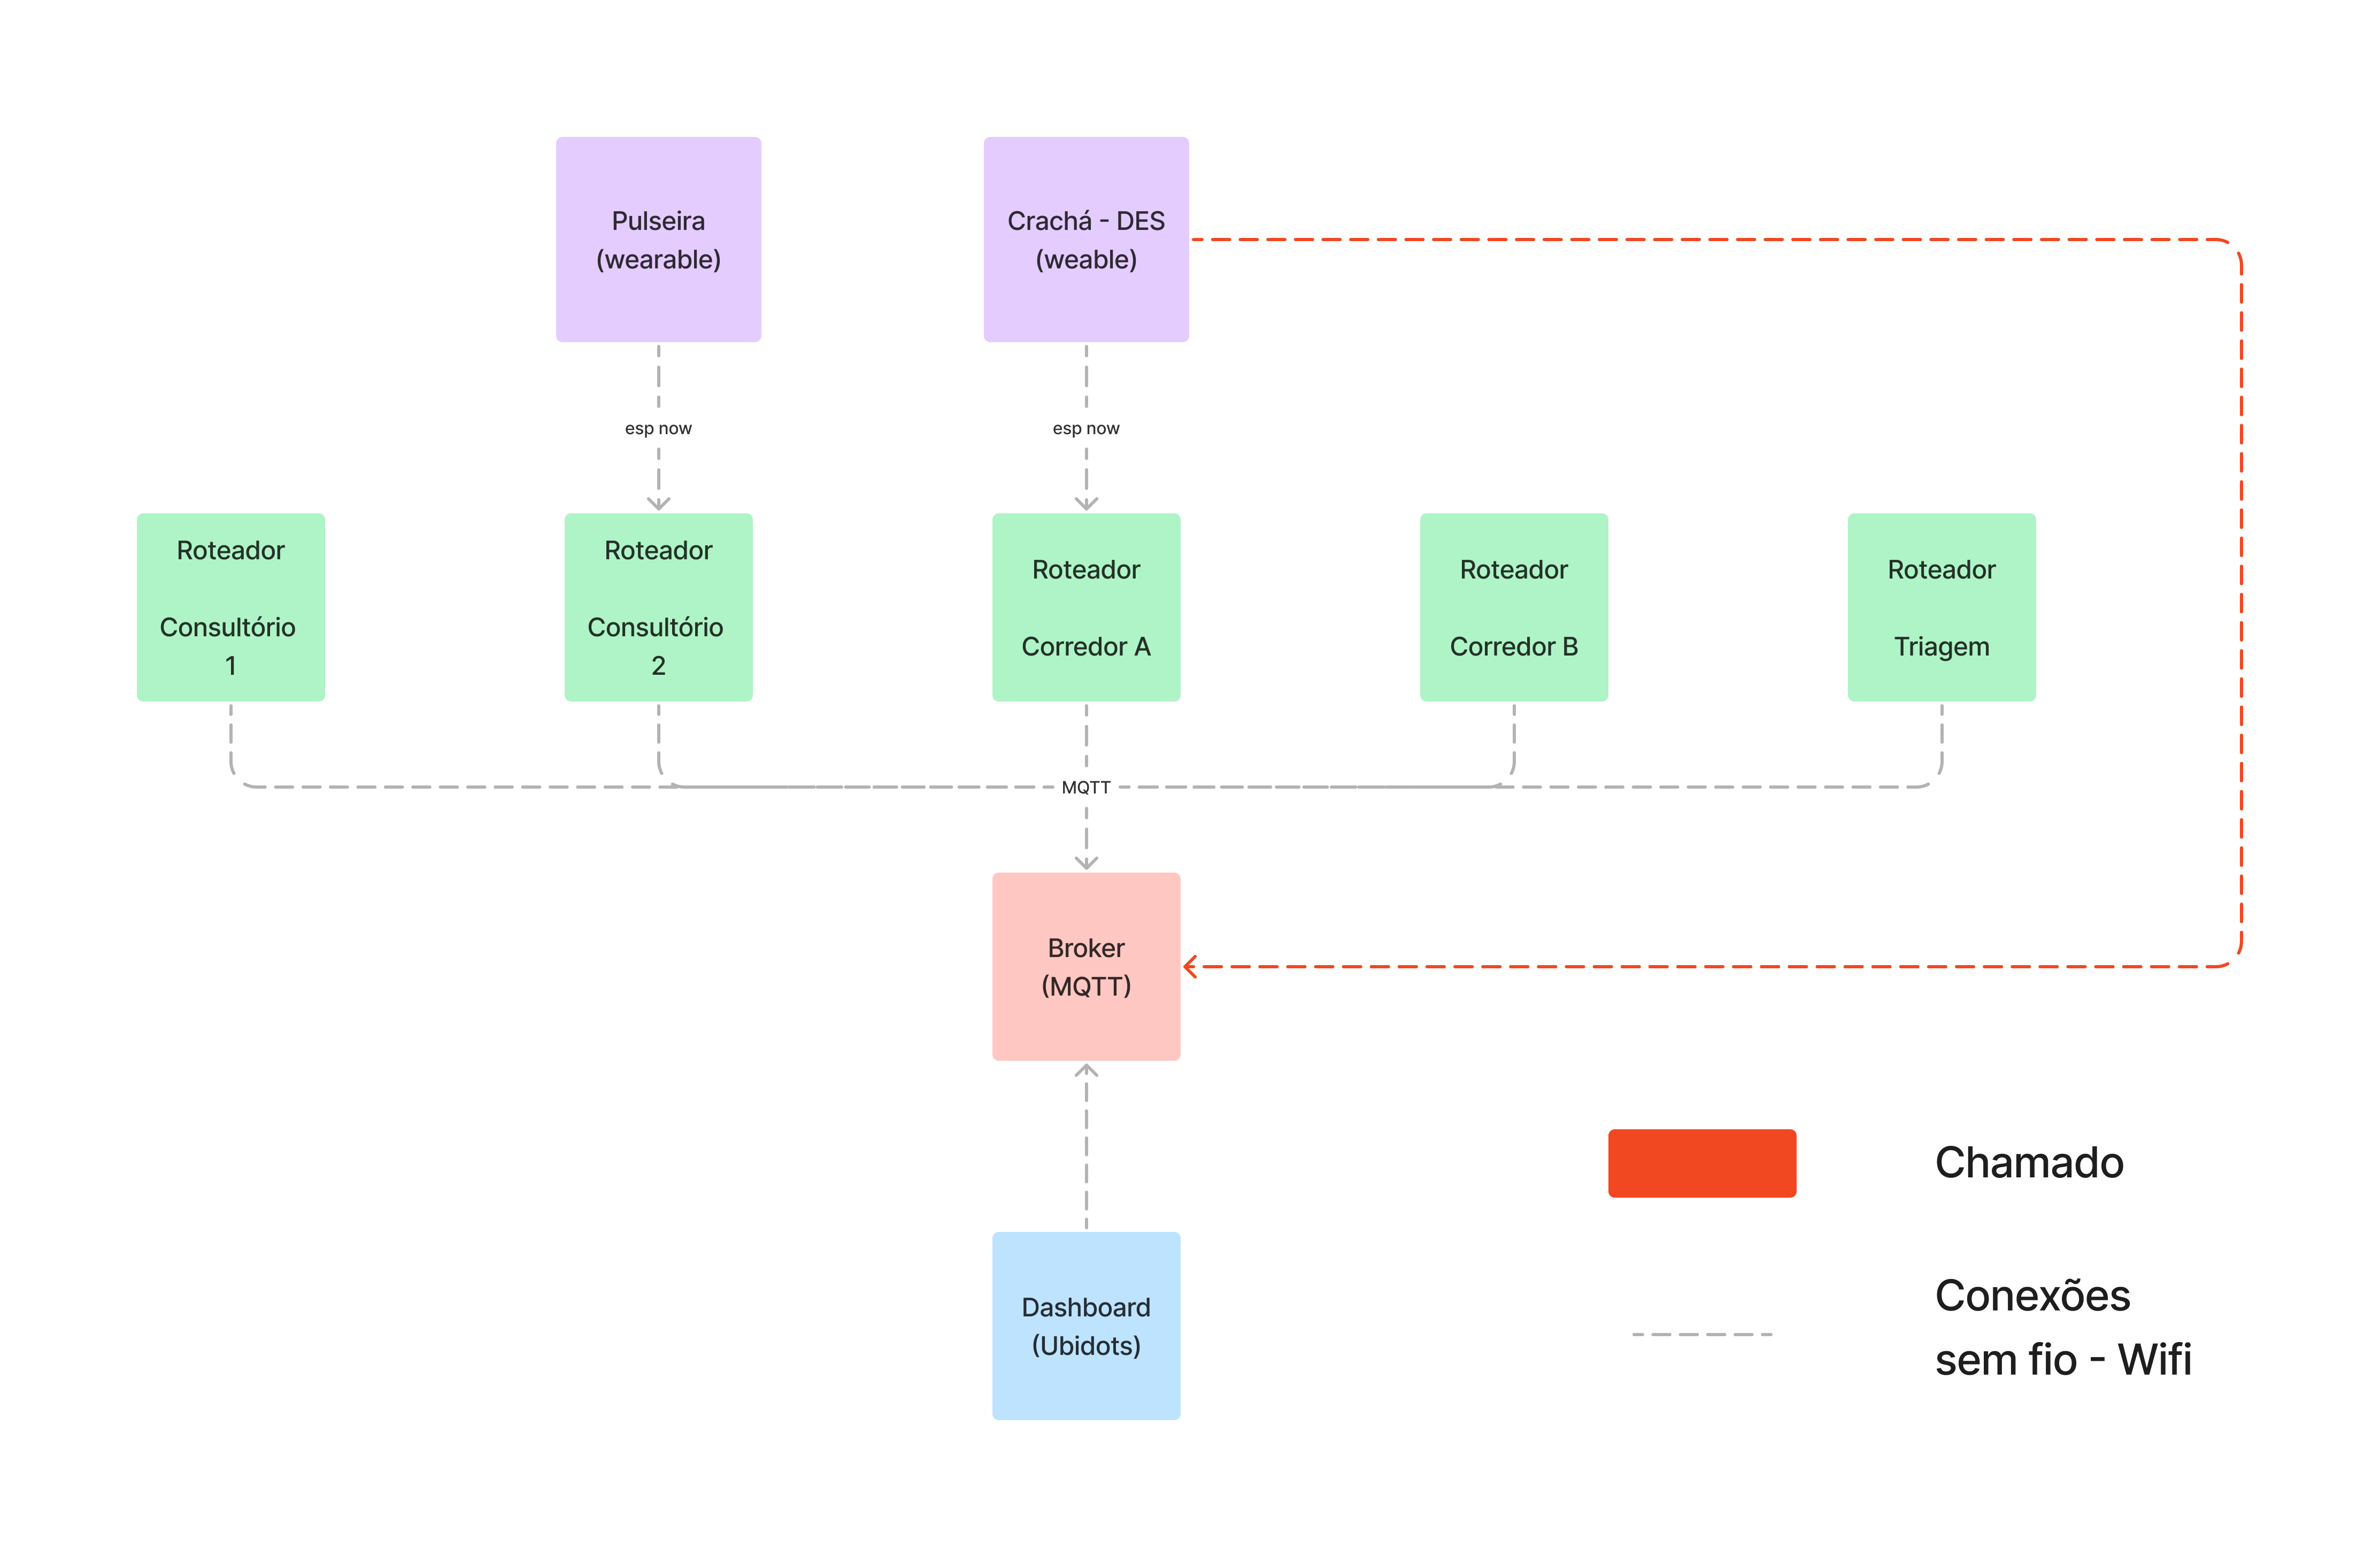 Pulseira
(wearable)
Crachá - DES
(weable)
esp now
esp now
Roteador
Consultório
1
Roteador
Consultório
2
Roteador
Corredor A
Roteador
Corredor B
Roteador
Triagem
MQTT
Broker
(MQTT)
Dashboard
(Ubidots)
Chamado
Conexões
sem fio - Wifi